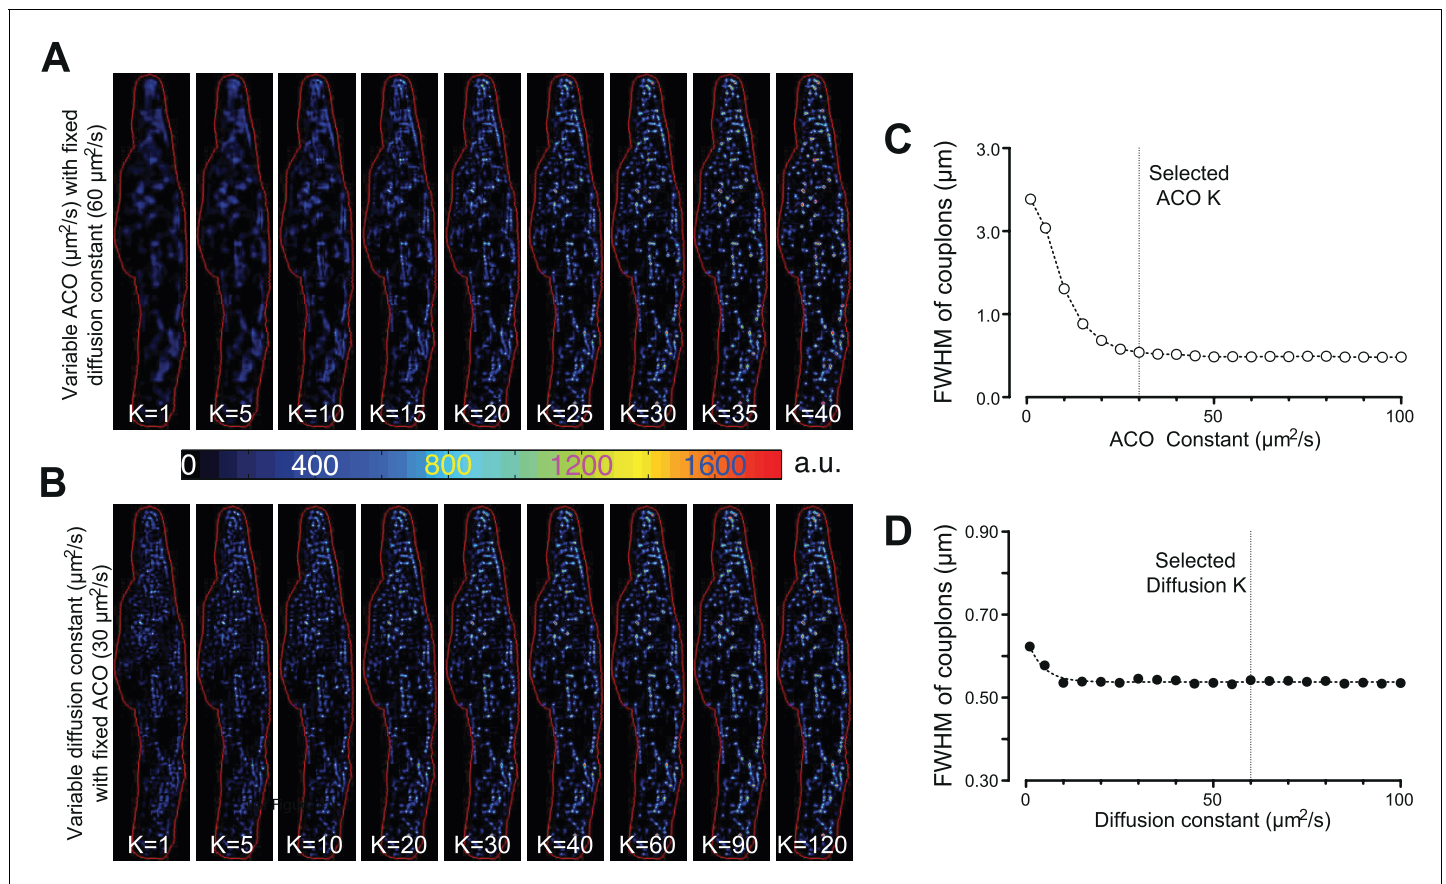 A
Variable ACO (µm²/s) with fixed
diffusion constant (60 µm²/s)
K=1 K=5 K=10 K=15 K=20 K=25 K=30 K=35 K=40
0 400 800 1200 1600 a.u.
B
Variable diffusion constant (µm²/s)
with fixed ACO (30 µm²/s)
Figu
K=1 K=5 K=10 K=20 K=30 K=40 K=60 K=90 K=120
C
FWHM of couplons (µm)
3.0
3.0
1.0
0.0
Selected
ACO K
0 50 100
ACO Constant (µm²/s)
D
FWHM of couplons (µm)
0.90
0.70
0.50
0.30
Selected
Diffusion K
0 50 100
Diffusion constant (µm²/s)